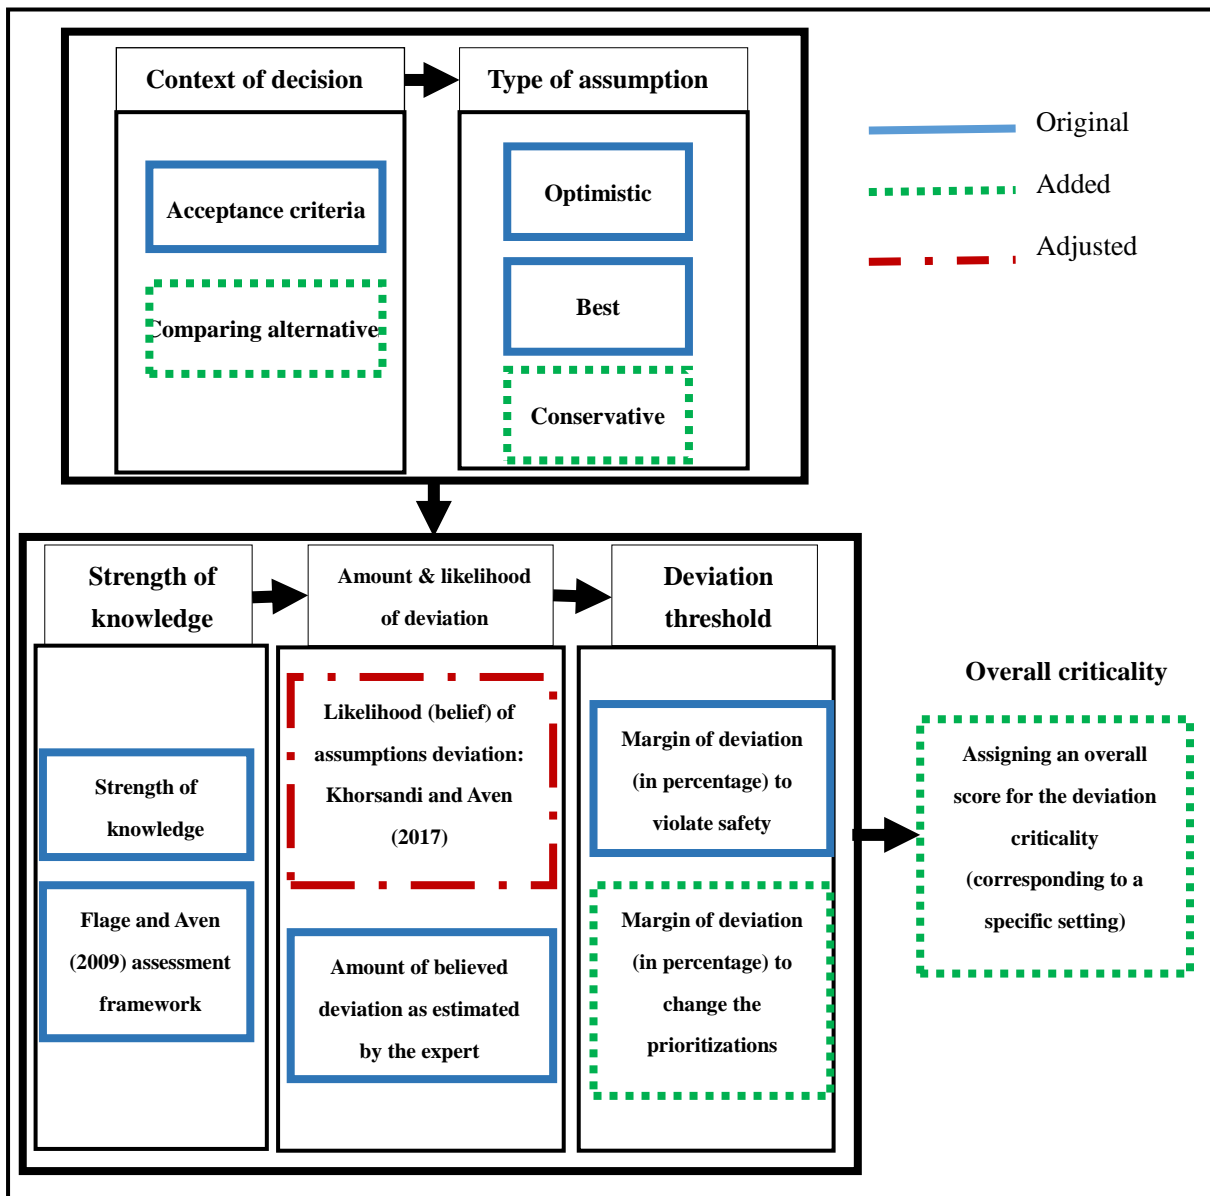 Context of decision
Type of assumption
Acceptance criteria
Comparing alternative
Optimistic
Best
Conservative
Original
Added
Adjusted
Strength of
knowledge
Amount & likelihood
of deviation
Deviation
threshold
Strength of
knowledge
Flage and Aven
(2009) assessment
framework
Likelihood (belief) of
assumptions deviation:
Khorsandi and Aven
(2017)
Amount of believed
deviation as estimated
by the expert
Margin of deviation
(in percentage) to
violate safety
Margin of deviation
(in percentage) to
change the
prioritizations
Overall criticality
Assigning an overall
score for the deviation
criticality
(corresponding to a
specific setting)